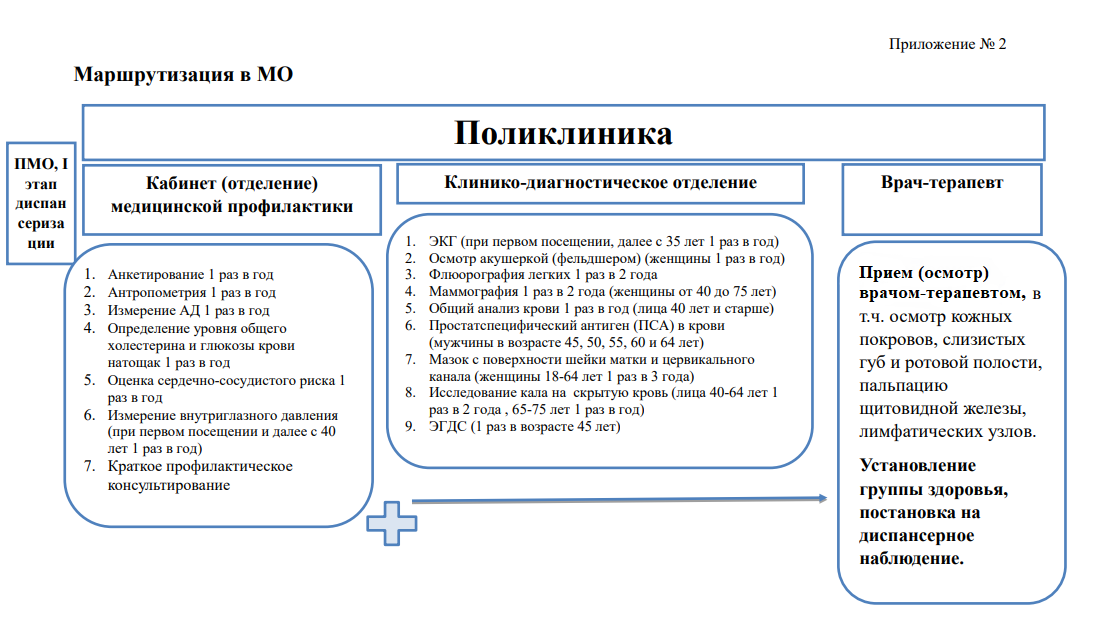 Приложение № 2
Маршрутизация в МО
Поликлиника
ПМО, I
этап
диспан
сериза
ции
Кабинет (отделение)
медицинской профилактики
1. Анкетирование 1 раз в год
2. Антропометрия 1 раз в год
3. Измерение АД 1 раз в год
4. Определение уровня общего
холестерина и глюкозы крови
натощак 1 раз в год
5. Оценка сердечно-сосудистого риска 1
раз в год
6. Измерение внутриглазного давления
(при первом посещении и далее с 40
лет 1 раз в год)
7. Краткое профилактическое
консультирование
Клинико-диагностическое отделение
1. ЭКГ (при первом посещении, далее с 35 лет 1 раз в год)
2. Осмотр акушеркой (фельдшером) (женщины 1 раз в год)
3. Флюорография легких 1 раз в 2 года
4. Маммография 1 раз в 2 года (женщины от 40 до 75 лет)
5. Общий анализ крови 1 раз в год (лица 40 лет и старше)
6. Простатспецифический антиген (ПСА) в крови
(мужчины в возрасте 45, 50, 55, 60 и 64 лет)
7. Мазок с поверхности шейки матки и цервикального
канала (женщины 18-64 лет 1 раз в 3 года)
8. Исследование кала на скрытую кровь (лица 40-64 лет 1
раз в 2 года , 65-75 лет 1 раз в год)
9. ЭГДС (1 раз в возрасте 45 лет)
Врач-терапевт
Прием (осмотр)
врачом-терапевтом, в
т.ч. осмотр кожных
покровов, слизистых
губ и ротовой полости,
пальпацию
щитовидной железы,
лимфатических узлов.
Установление
группы здоровья,
постановка на
диспансерное
наблюдение.